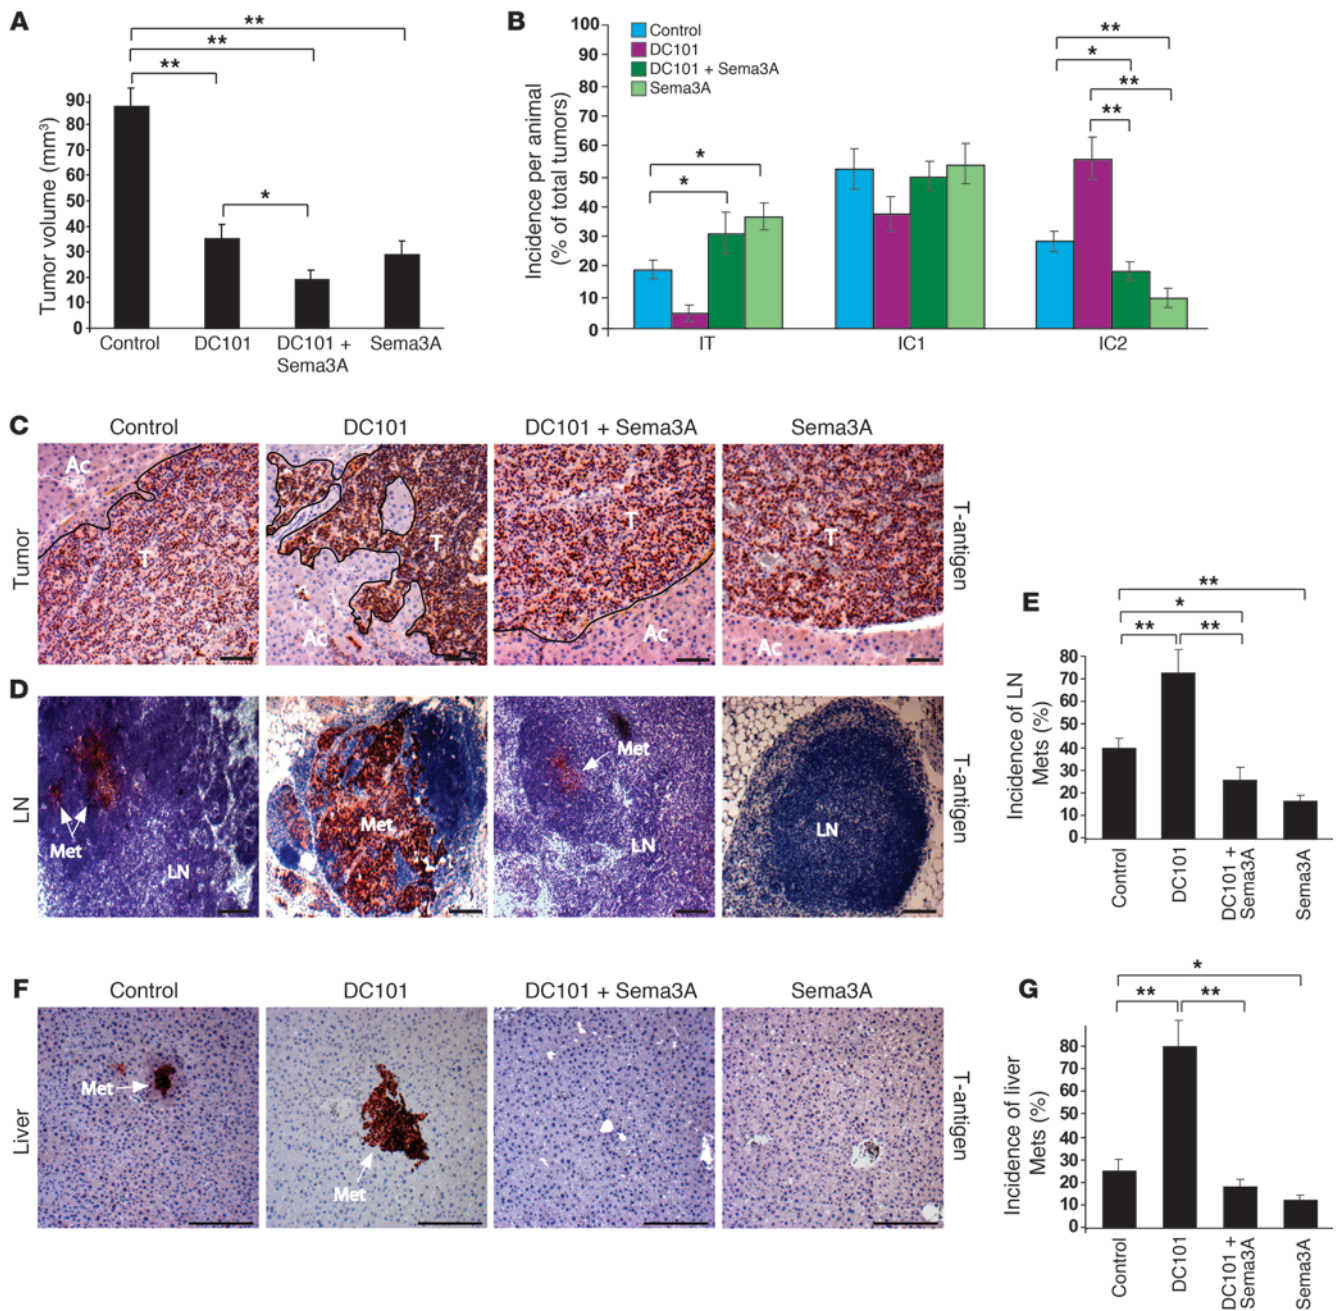 A
**
**
**
*
Tumor volume (mm³)
90
80
70
60
50
40
30
20
10
0
Control
DC101
DC101 +
Sema3A
Sema3A
B
Control
DC101
DC101 + Sema3A
Sema3A
Incidence per animal
(% of total tumors)
100
90
80
70
60
50
40
30
20
10
0
*
*
**
*
**
**
IT
IC1
IC2
C
Control
DC101
DC101 + Sema3A
Sema3A
Tumor
Ac
T
T
Ac
T
Ac
T
Ac
T-antigen
D
LN
Met
LN
Met
Met
LN
LN
T-antigen
E
**
*
**
**
Incidence of LN
Mets (%)
80
70
60
50
40
30
20
10
0
Control
DC101
DC101 +
Sema3A
Sema3A
F
Control
DC101
DC101 + Sema3A
Sema3A
Liver
Met
Met
T-antigen
G
*
**
**
Incidence of liver
Mets (%)
80
70
60
50
40
30
20
10
0
Control
DC101
DC101 +
Sema3A
Sema3A